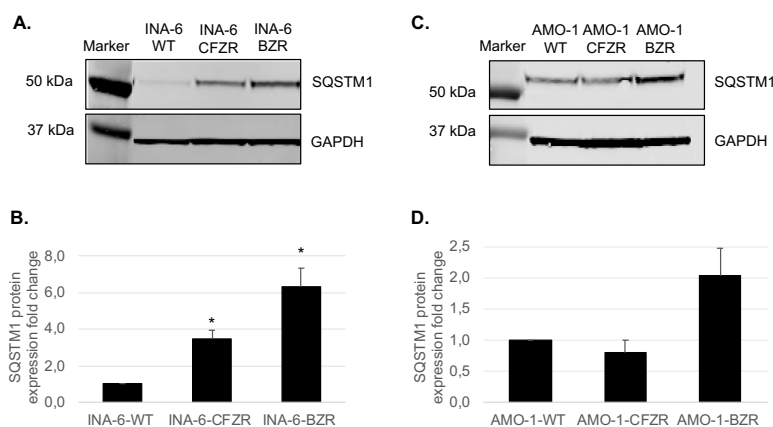 A.
Marker
INA-6
WT
INA-6
CFZR
INA-6
BZR
50 kDa
SQSTM1
37 kDa
GAPDH
B.
SQSTM1 protein
expression fold change
8,0
6,0
4,0
2,0
0,0
*
*
INA-6-WT
INA-6-CFZR
INA-6-BZR
C.
Marker
AMO-1
WT
AMO-1
CFZR
AMO-1
BZR
50 kDa
SQSTM1
37 kDa
GAPDH
D.
SQSTM1 protein
expression fold change
2,5
2,0
1,5
1,0
0,5
0,0
AMO-1-WT
AMO-1-CFZR
AMO-1-BZR